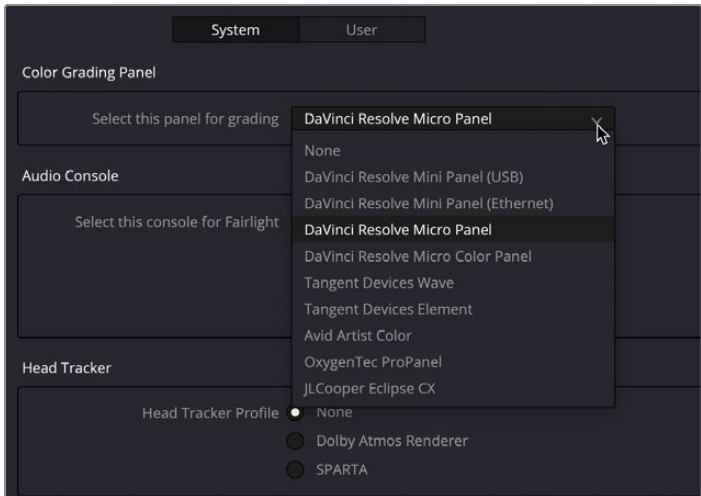 System User
Color Grading Panel
Select this panel for grading DaVinci Resolve Micro Panel
None
Audio Console
DaVinci Resolve Mini Panel (USB)
DaVinci Resolve Mini Panel (Ethernet)
Select this console for Fairlight DaVinci Resolve Micro Panel
DaVinci Resolve Micro Color Panel
Tangent Devices Wave
Tangent Devices Element
Avid Artist Color
OxygenTec ProPanel
Head Tracker
JLCooper Eclipse CX
Head Tracker Profile None
Dolby Atmos Renderer
SPARTA